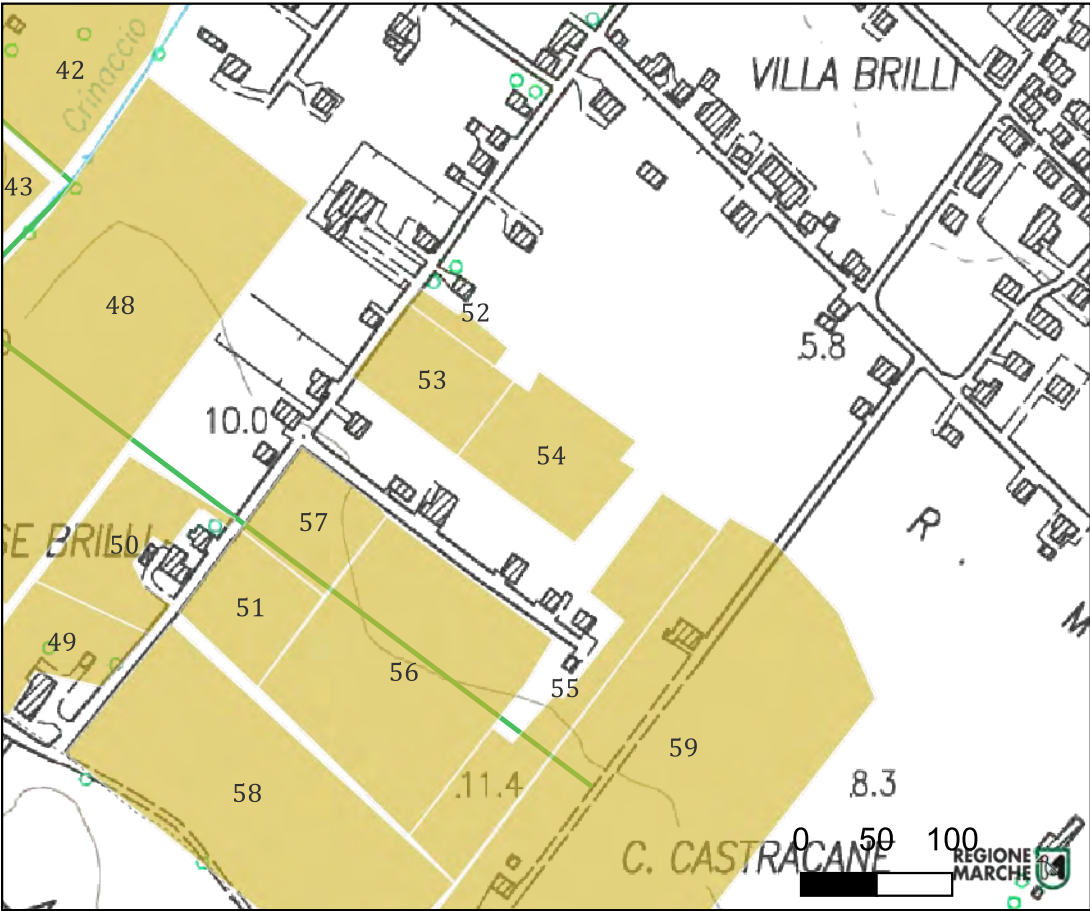 42
Crinaccio
VILLA BRILLI
43
48
52
5.8
53
10.0
54
57
R
.
SE BRILLI
50
51
49
M
56
55
59
58
.11.4
.8.3
C. CASTRACANE
0 50 100
REGIONE
MARCHE